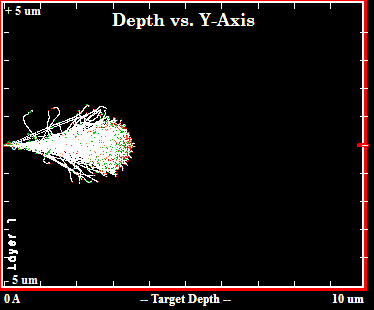 + 5 um
Depth vs. Y-Axis
Layer 1
- 5 um
0 A
-- Target Depth --
10 um